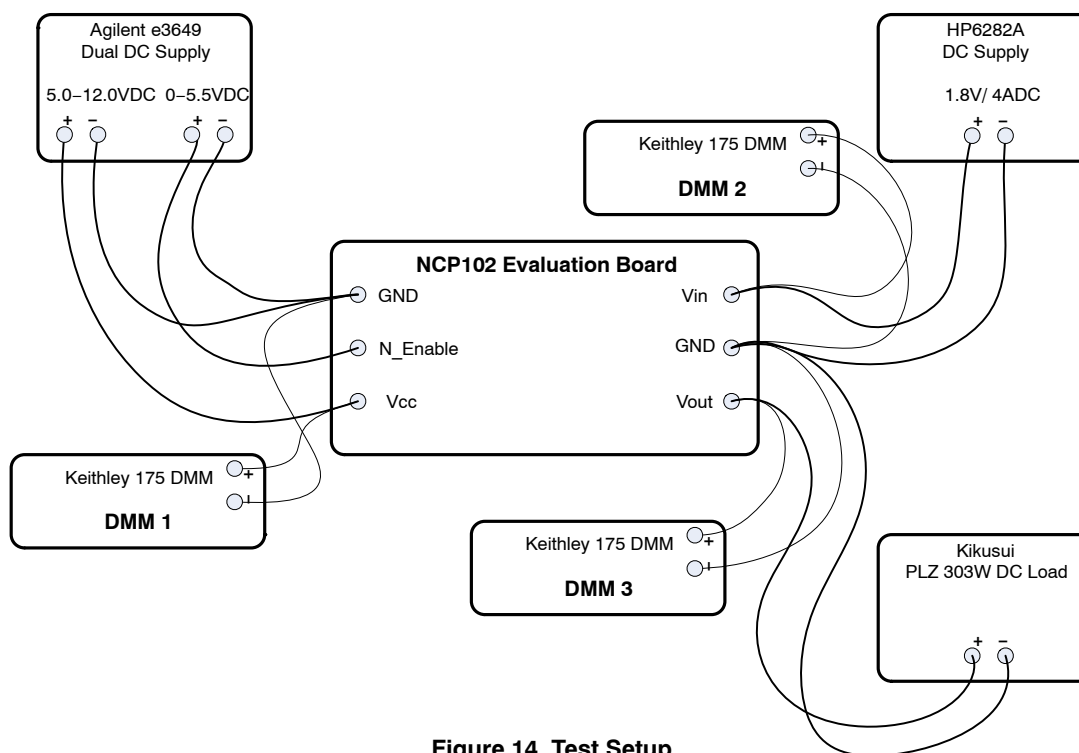 Agilent e3649
Dual DC Supply
5.0−12.0VDC 0−5.5VDC
+ − + −
HP6282A
DC Supply
1.8V/ 4ADC
+ −
Keithley 175 DMM
+
−
DMM 2
NCP102 Evaluation Board
GND
N_Enable
Vcc
Vin
GND
Vout
Keithley 175 DMM
+
−
DMM 1
Keithley 175 DMM
+
−
DMM 3
Kikusui
PLZ 303W DC Load
+ −
Figure 14. Test Setup